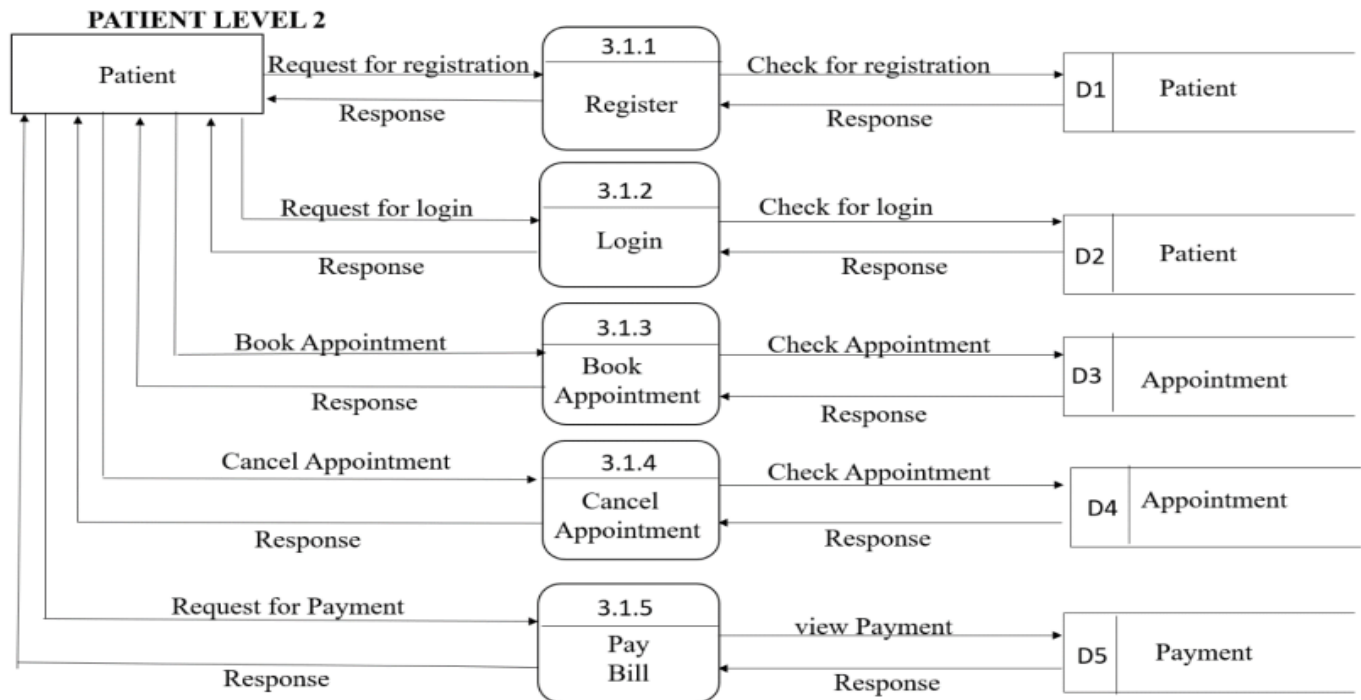 PATIENT LEVEL 2
Patient
Request for registration
Response
3.1.1
Register
Check for registration
Response
D1
Patient
Request for login
Response
3.1.2
Login
Check for login
Response
D2
Patient
Book Appointment
Response
3.1.3
Book
Appointment
Check Appointment
Response
D3
Appointment
Cancel Appointment
Response
3.1.4
Cancel
Appointment
Check Appointment
Response
D4
Appointment
Request for Payment
Response
3.1.5
Pay
Bill
view Payment
Response
D5
Payment